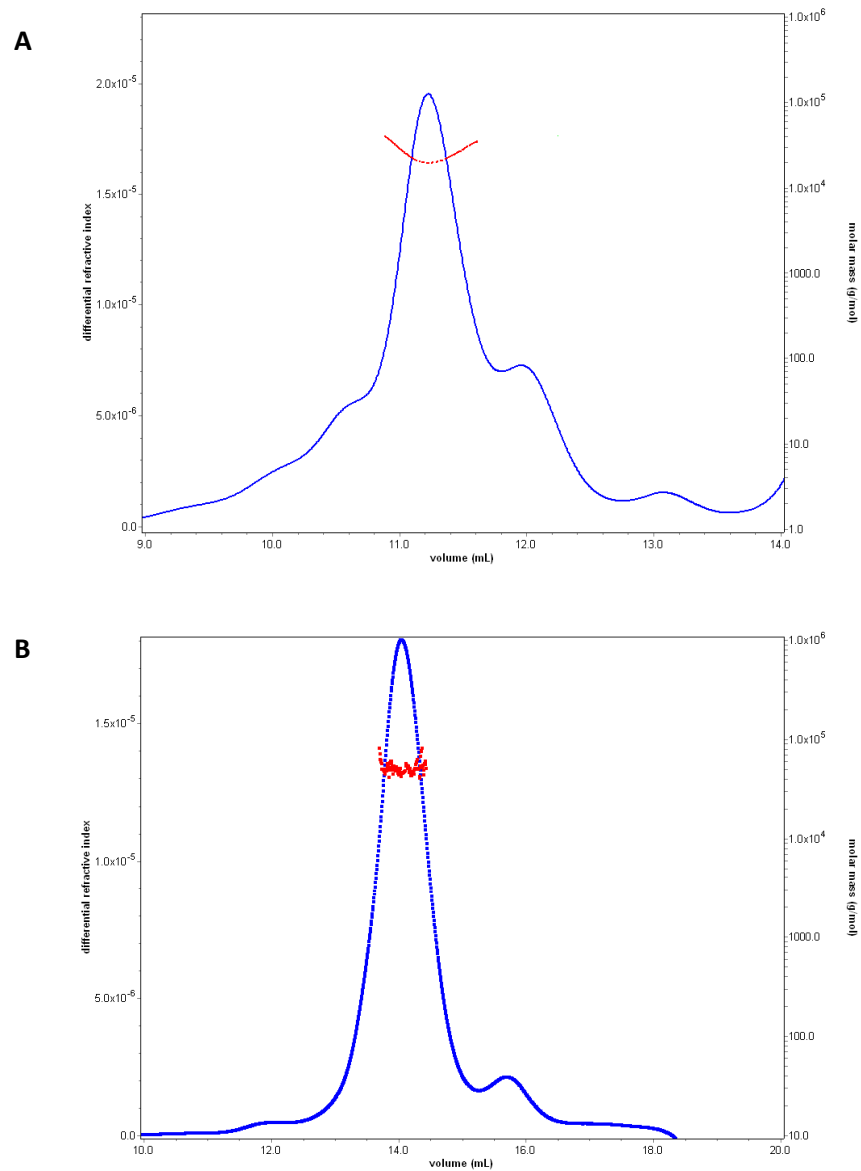 A
differential refractive index
2.0x10⁻⁵
1.5x10⁻⁵
1.0x10⁻⁵
5.0x10⁻⁶
0.0
1.0x10⁶
1.0x10⁵
1.0x10⁴
1000.0
100.0
10.0
1.0
molar mass (g/mol)
9.0 10.0 11.0 12.0 13.0 14.0
volume (mL)
B
differential refractive index
1.5x10⁻⁵
1.0x10⁻⁵
5.0x10⁻⁶
0.0
1.0x10⁶
1.0x10⁵
1.0x10⁴
1000.0
100.0
10.0
molar mass (g/mol)
10.0 12.0 14.0 16.0 18.0 20.0
volume (mL)